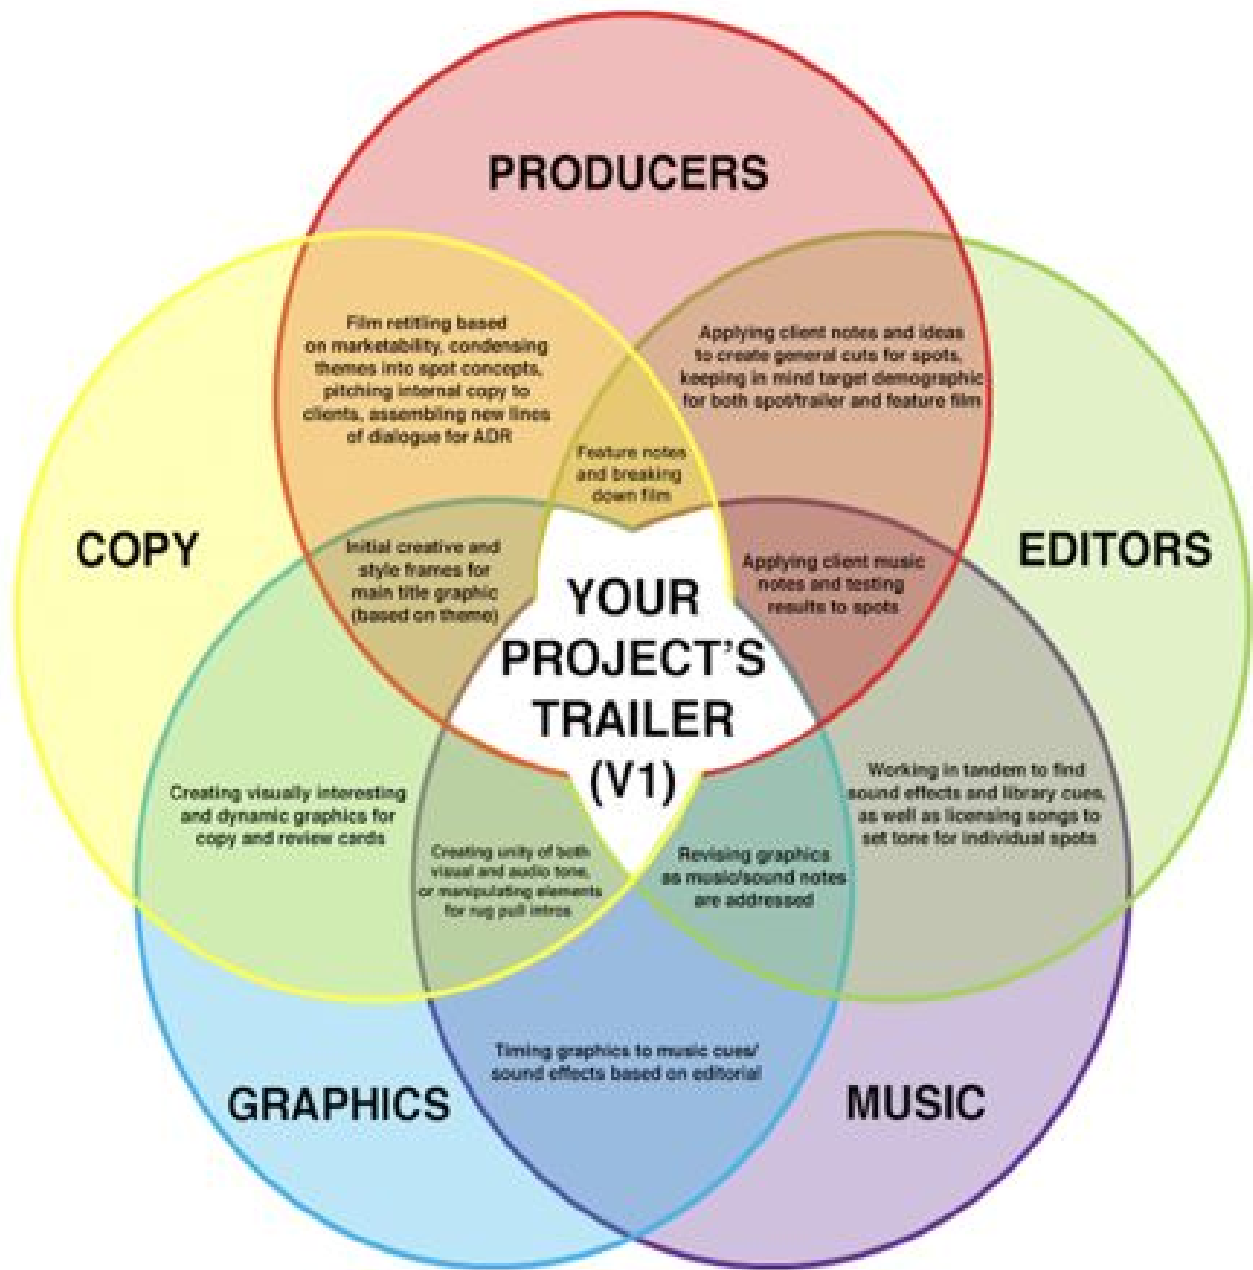 PRODUCERS
Film retitling based
on marketability, condensing
themes into spot concepts,
pitching internal copy to
clients, assembling new lines
of dialogue for ADR
Applying client notes and ideas
to create general cuts for spots,
keeping in mind target demographic
for both spot/trailer and feature film
Feature notes
and breaking
down film
COPY
EDITORS
Initial creative and
style frames for
main title graphic
(based on theme)
Applying client music
notes and testing
results to spots
YOUR
PROJECT'S
TRAILER
(V1)
Creating visually interesting
and dynamic graphics for
copy and review cards
Working in tandem to find
sound effects and library cues,
as well as licensing songs to
set tone for individual spots
Creating unity of both
visual and audio tone,
or manipulating elements
for rug pull intros
Revising graphics
as music/sound notes
are addressed
Timing graphics to music cues/
sound effects based on editorial
GRAPHICS
MUSIC